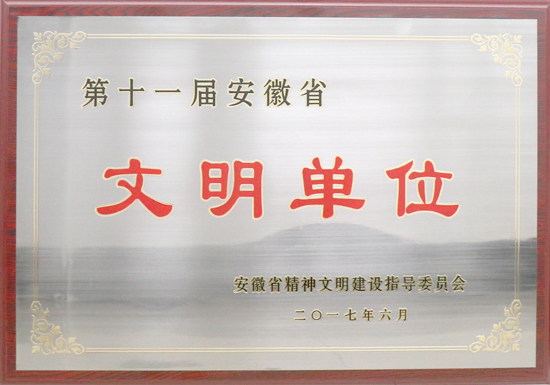 第十一届安徽省
文明单位
安徽省精神文明建设指导委员会
二〇一七年六月